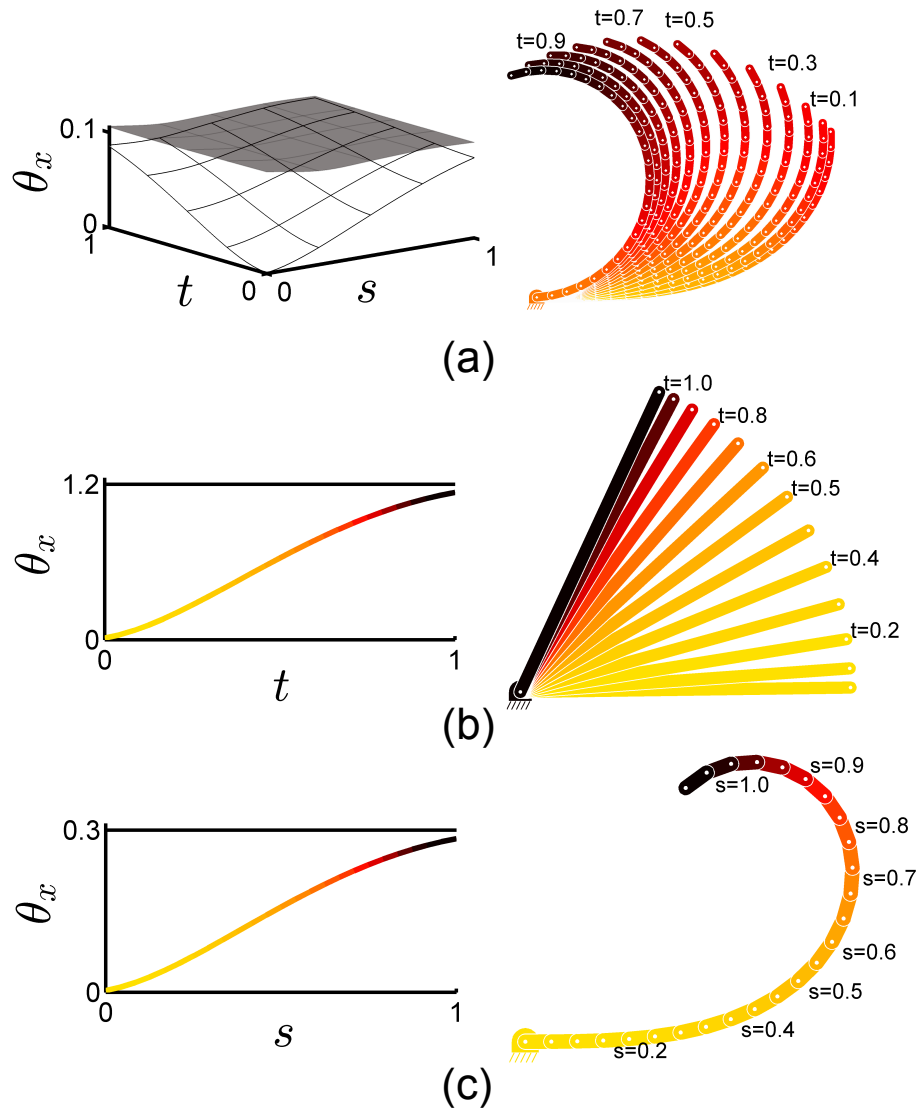 t=0.7
t=0.5
t=0.9
t=0.3
t=0.1
0.1
θx
0
1
t
0
0
s
1
(a)
t=1.0
t=0.8
t=0.6
t=0.5
t=0.4
t=0.2
1.2
θx
0
0
1
t
(b)
s=0.9
s=1.0
s=0.8
s=0.7
s=0.6
s=0.5
s=0.4
s=0.2
0.3
θx
0
0
1
s
(c)